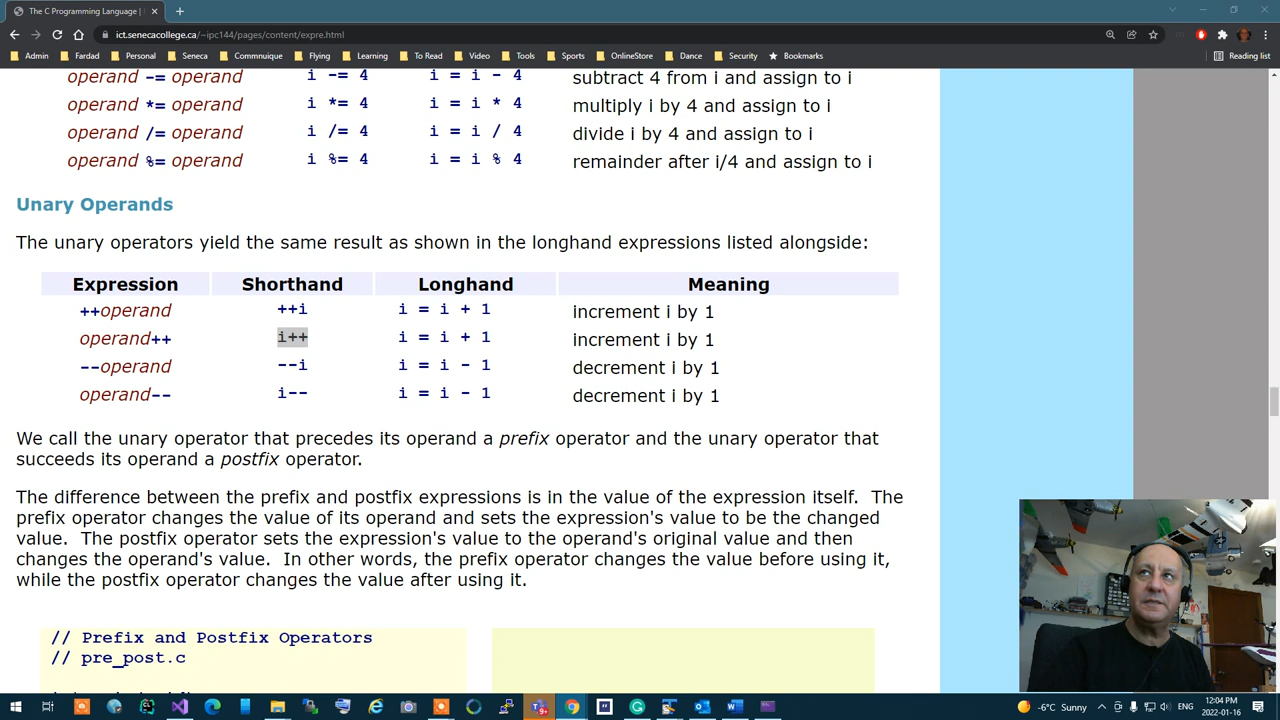 The C Programming Language |
ict.senecacollege.ca/~ipc144/pages/content/expre.html
Admin Fardad Personal Seneca Commnuique Flying Learning To Read Video Tools Sports OnlineStore Dance Security Bookmarks Reading list
operand -= operand i -= 4 i = i - 4 subtract 4 from i and assign to i
operand *= operand i *= 4 i = i * 4 multiply i by 4 and assign to i
operand /= operand i /= 4 i = i / 4 divide i by 4 and assign to i
operand %= operand i %= 4 i = i % 4 remainder after i/4 and assign to i
Unary Operands
The unary operators yield the same result as shown in the longhand expressions listed alongside:
Expression Shorthand Longhand Meaning
++operand ++i i = i + 1 increment i by 1
operand++ i++ i = i + 1 increment i by 1
--operand --i i = i - 1 decrement i by 1
operand-- i-- i = i - 1 decrement i by 1
We call the unary operator that precedes its operand a prefix operator and the unary operator that
succeeds its operand a postfix operator.
The difference between the prefix and postfix expressions is in the value of the expression itself. The
prefix operator changes the value of its operand and sets the expression's value to be the changed
value. The postfix operator sets the expression's value to the operand's original value and then
changes the operand's value. In other words, the prefix operator changes the value before using it,
while the postfix operator changes the value after using it.
// Prefix and Postfix Operators
// pre_post.c
-6°C Sunny ENG 12:04 PM
2022-01-16